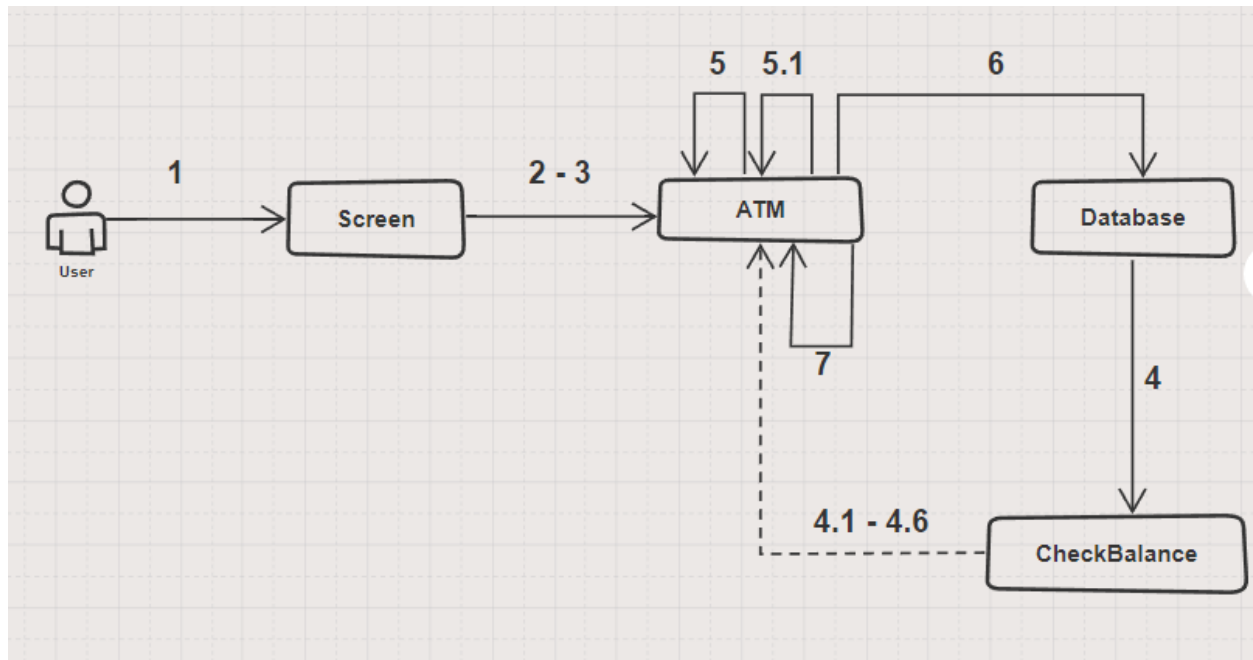 5
5.1
6
1
2 - 3
User
Screen
ATM
Database
7
4
4.1 - 4.6
CheckBalance